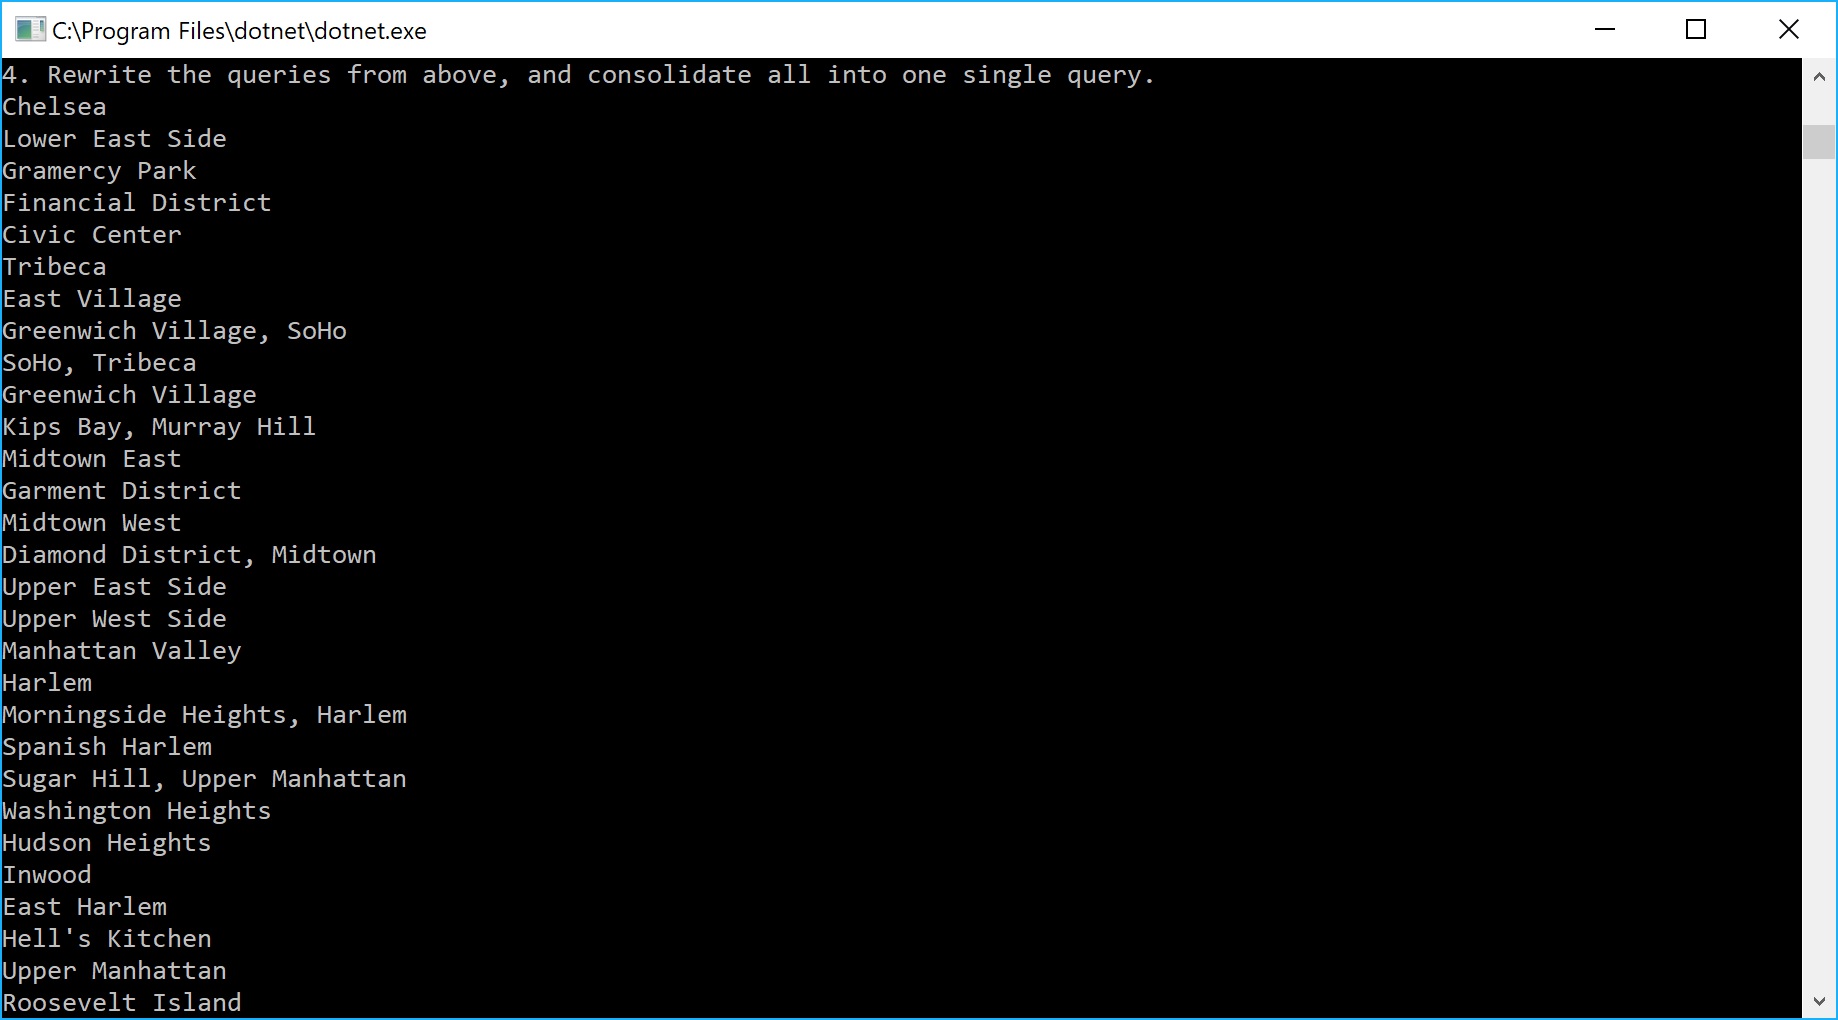 C:\Program Files\dotnet\dotnet.exe
4. Rewrite the queries from above, and consolidate all into one single query.
Chelsea
Lower East Side
Gramercy Park
Financial District
Civic Center
Tribeca
East Village
Greenwich Village, SoHo
SoHo, Tribeca
Greenwich Village
Kips Bay, Murray Hill
Midtown East
Garment District
Midtown West
Diamond District, Midtown
Upper East Side
Upper West Side
Manhattan Valley
Harlem
Morningside Heights, Harlem
Spanish Harlem
Sugar Hill, Upper Manhattan
Washington Heights
Hudson Heights
Inwood
East Harlem
Hell's Kitchen
Upper Manhattan
Roosevelt Island